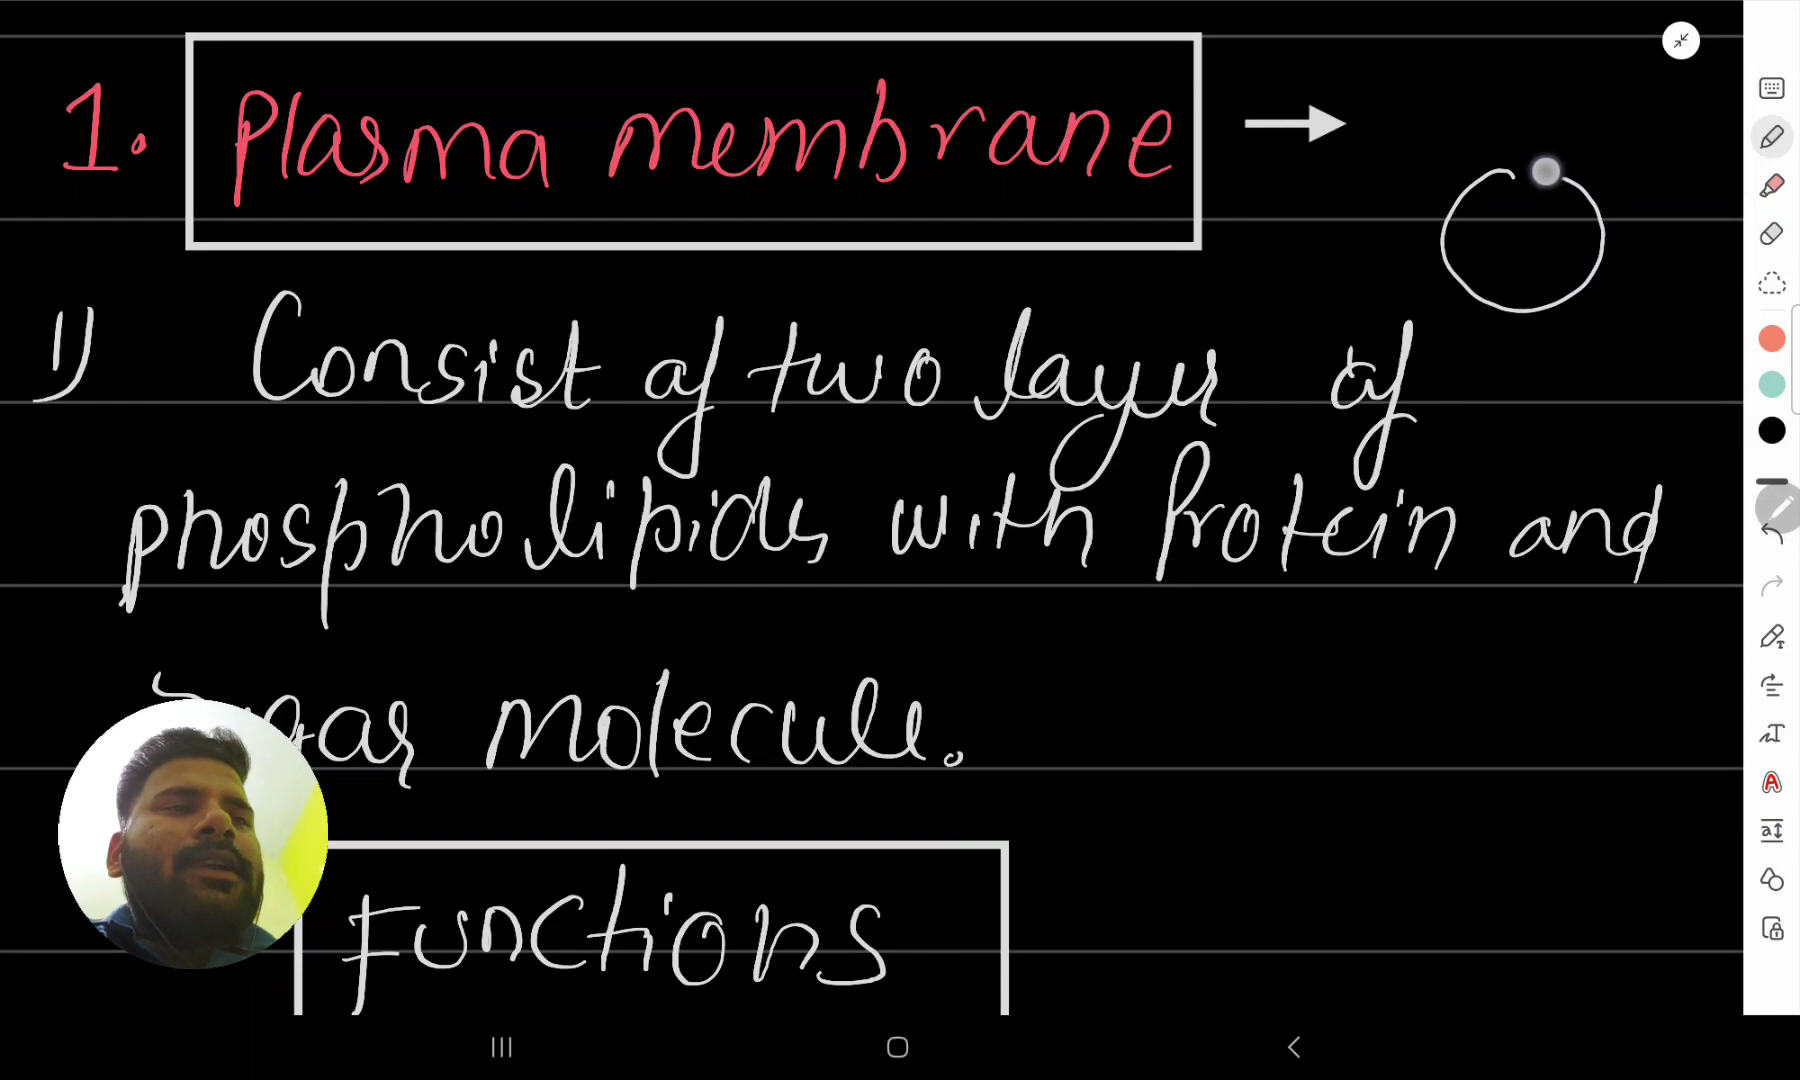 1. Plasma membrane →
1) Consist of two layer of
phospholipids with Protein and
molecule.
Functions